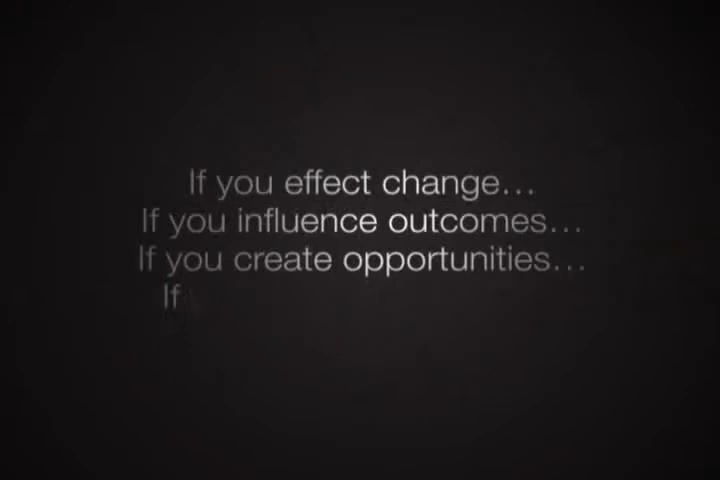 If you effect change…
If you influence outcomes…
If you create opportunities…
If